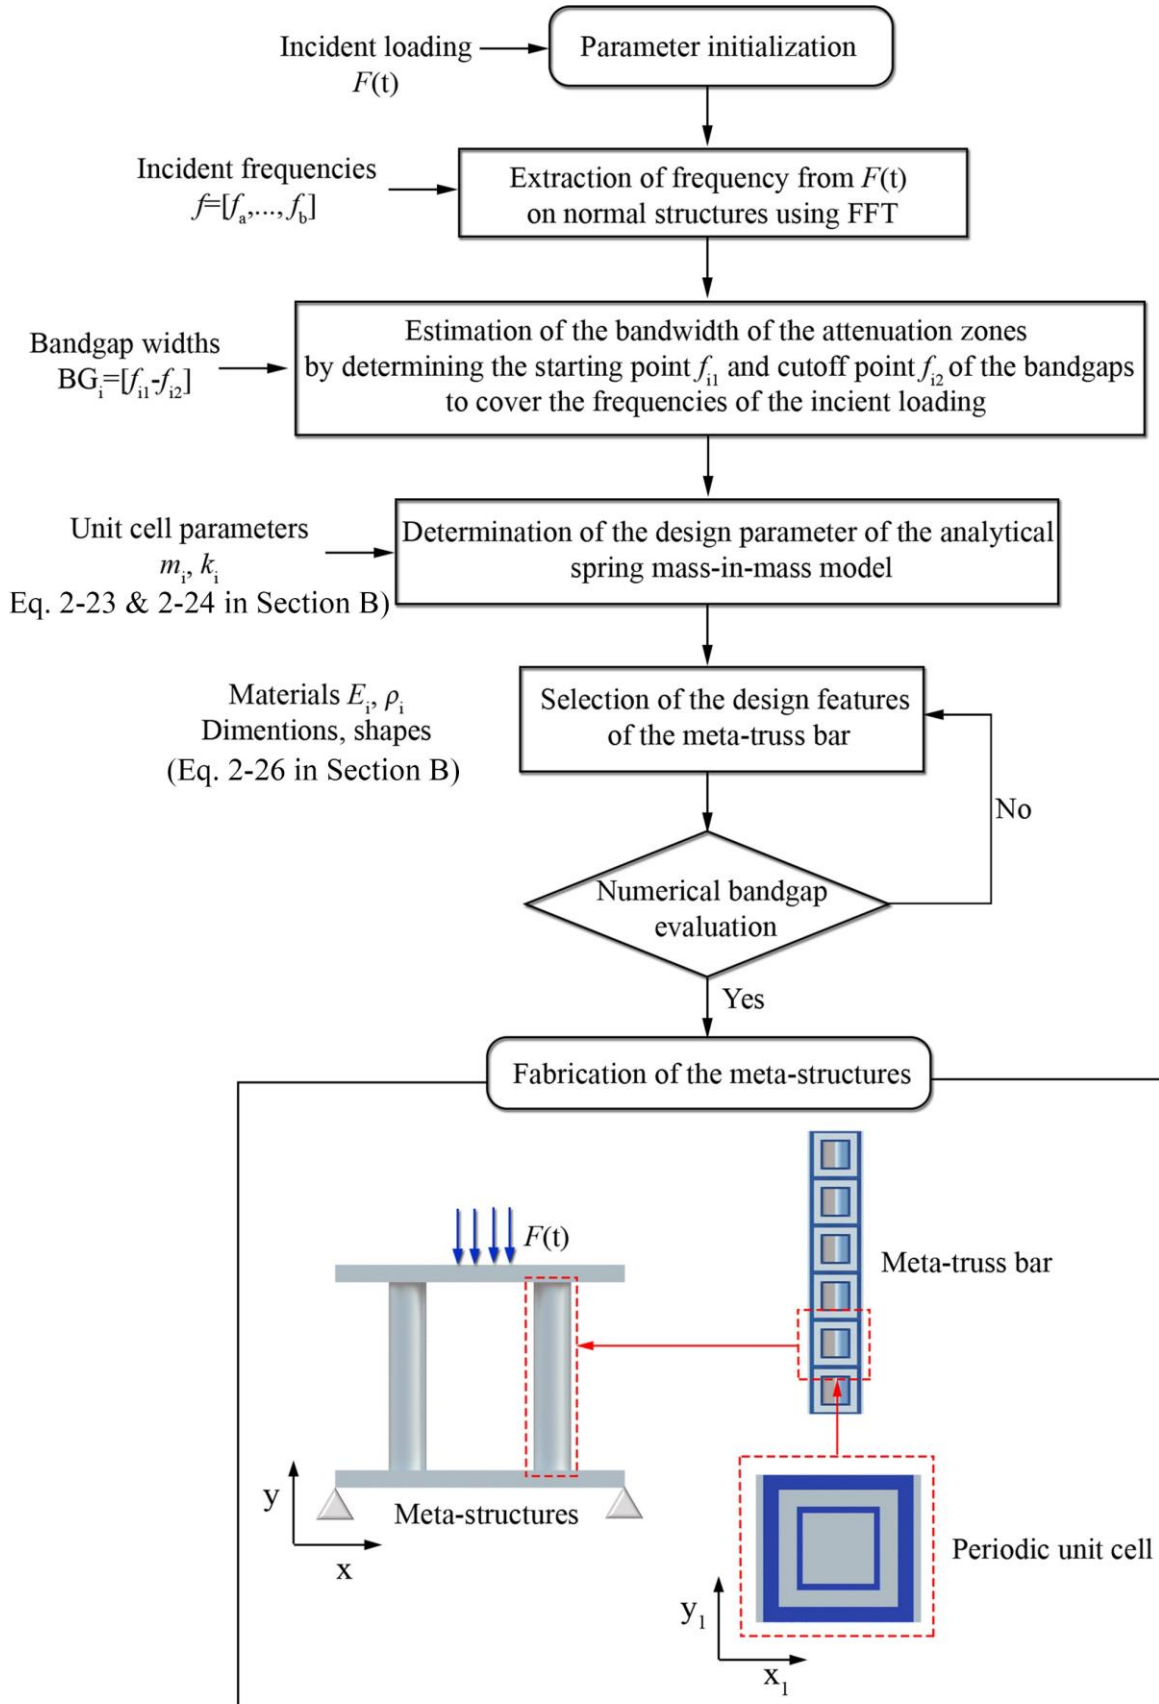 Incident loading
F(t)
Parameter initialization
Incident frequencies
f=[fa,..., fb]
Extraction of frequency from F(t)
on normal structures using FFT
Bandgap widths
BGi=[fi1-fi2]
Estimation of the bandwidth of the attenuation zones
by determining the starting point fi1 and cutoff point fi2 of the bandgaps
to cover the frequencies of the incient loading
Unit cell parameters
mi, ki
Eq. 2-23 & 2-24 in Section B)
Determination of the design parameter of the analytical
spring mass-in-mass model
Materials Ei, ρi
Dimentions, shapes
(Eq. 2-26 in Section B)
Selection of the design features
of the meta-truss bar
No
Numerical bandgap
evaluation
Yes
Fabrication of the meta-structures
F(t)
Meta-truss bar
y
x
Meta-structures
Periodic unit cell
y1
x1